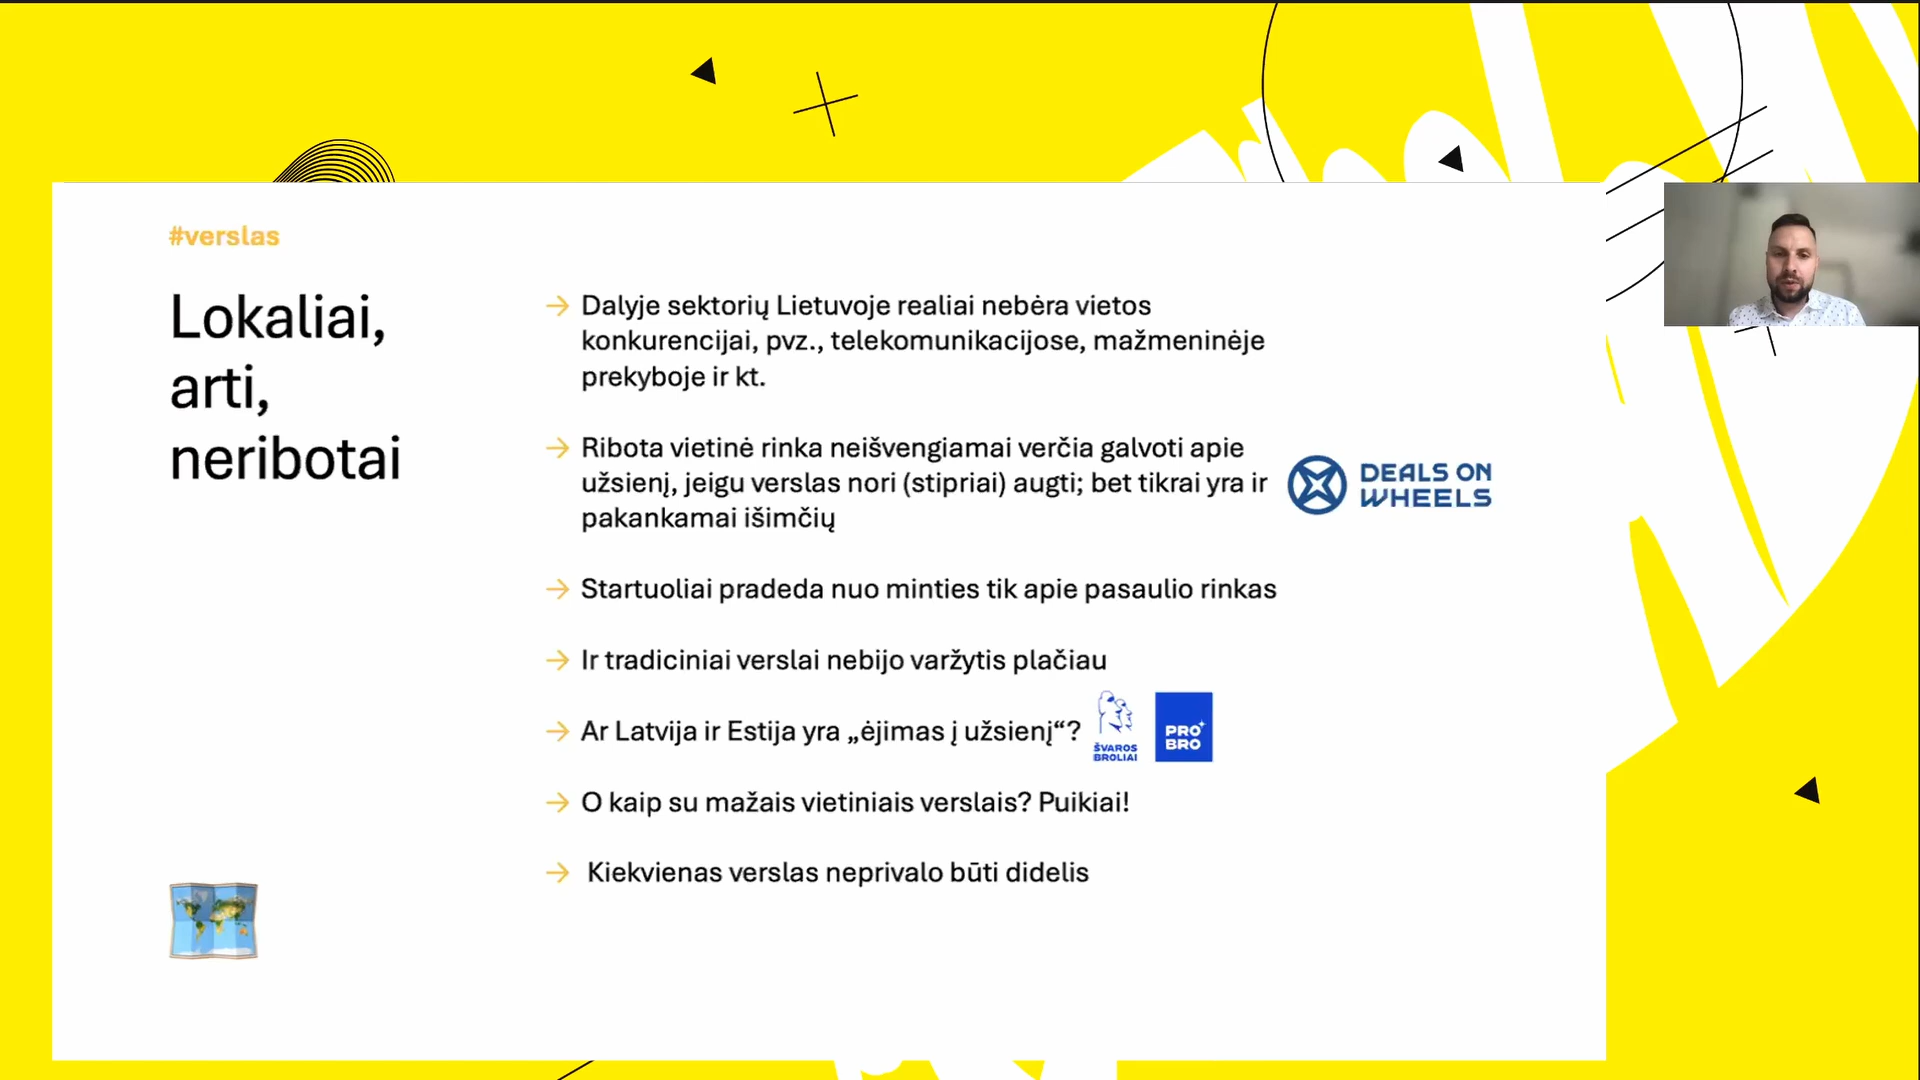 #verslas
Lokaliai,
arti,
neribotai
Dalyje sektorių Lietuvoje realiai nebėra vietos
konkurencijai, pvz., telekomunikacijose, mažmeninėje
prekyboje ir kt.
Ribota vietinė rinka neišvengiamai verčia galvoti apie
užsienį, jeigu verslas nori (stipriai) augti; bet tikrai yra ir
pakankamai išimčių
DEALS ON
WHEELS
Startuoliai pradeda nuo minties tik apie pasaulio rinkas
Ir tradiciniai verslai nebijo varžytis plačiau
Ar Latvija ir Estija yra „ėjimas į užsienį“?
ŠVAROS
BROLIAI
PRO
BRO
O kaip su mažais vietiniais verslais? Puikiai!
Kiekvienas verslas neprivalo būti didelis